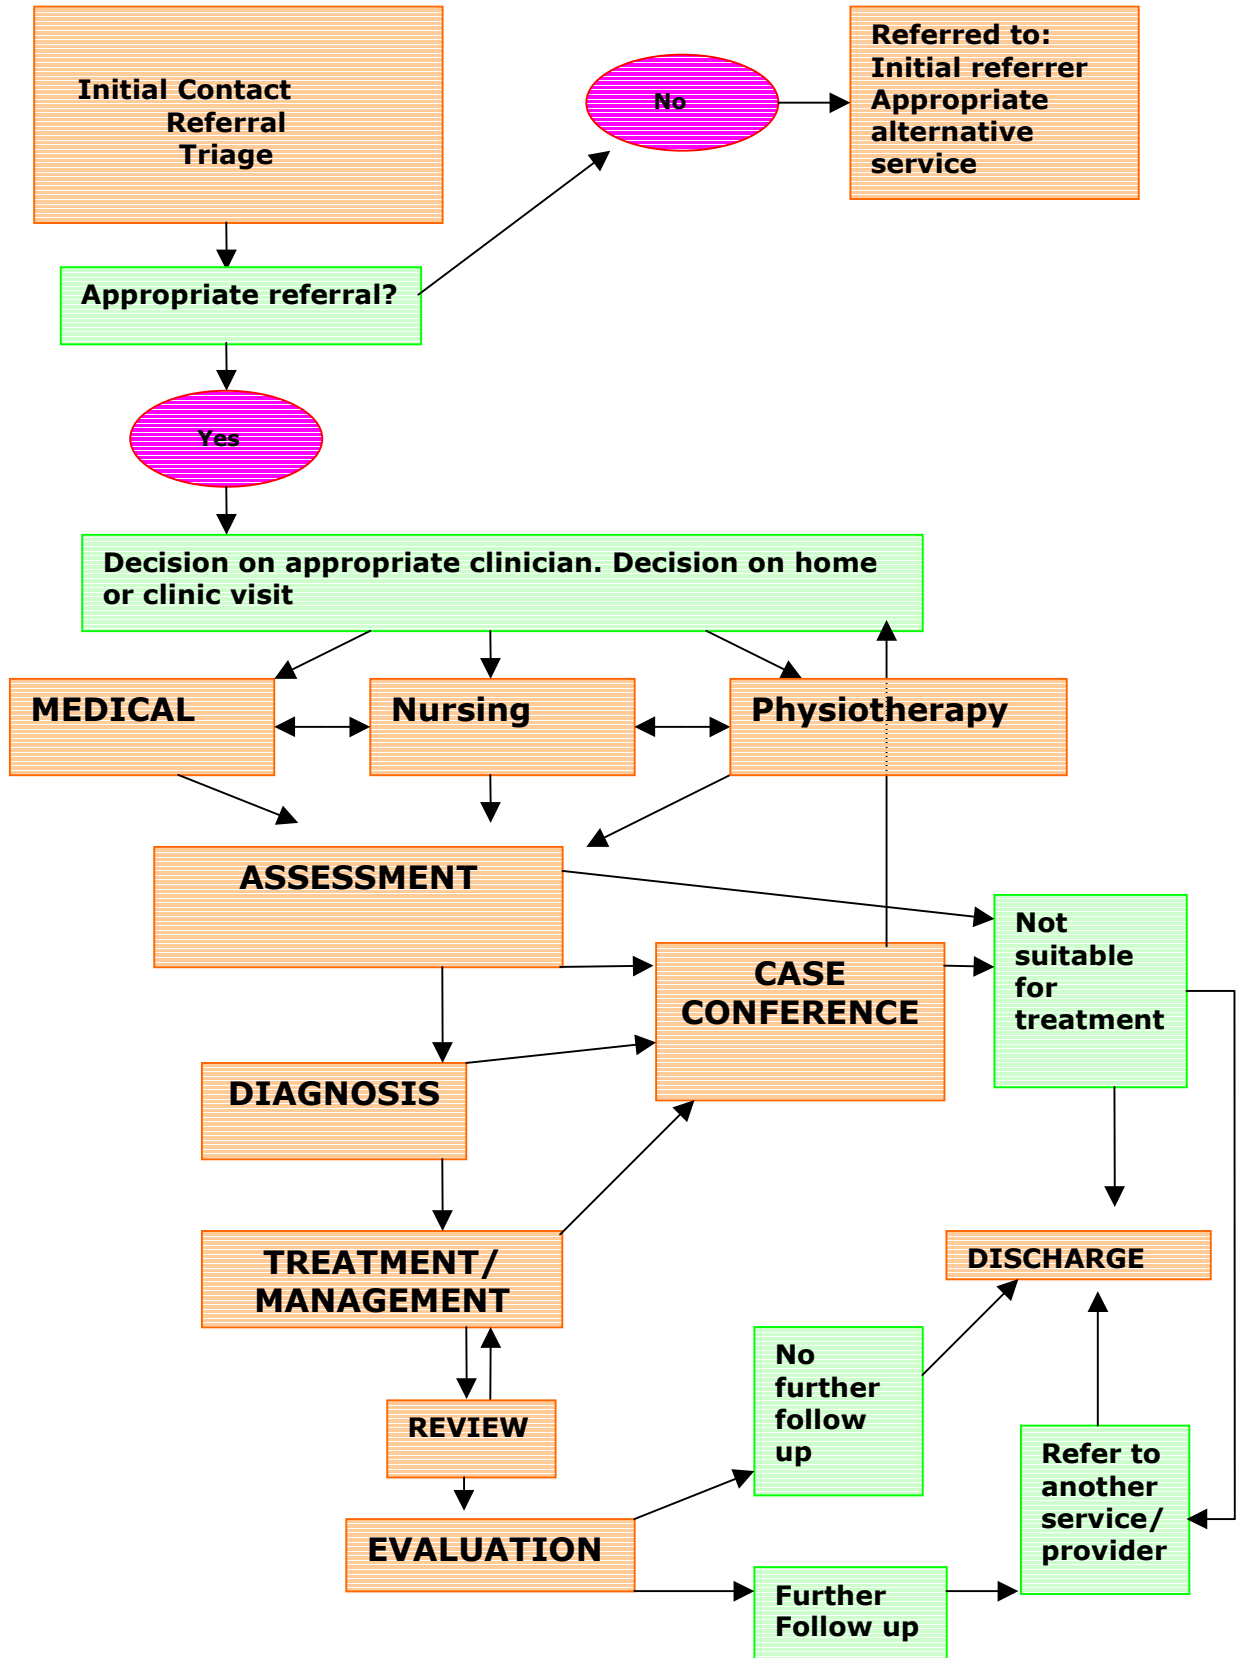 Initial Contact
Referral
Triage
No
Referred to:
Initial referrer
Appropriate
alternative
service
Appropriate referral?
Yes
Decision on appropriate clinician. Decision on home
or clinic visit
MEDICAL
Nursing
Physiotherapy
ASSESSMENT
Not
suitable
for
treatment
CASE
CONFERENCE
DIAGNOSIS
TREATMENT/
MANAGEMENT
DISCHARGE
No
further
follow
up
REVIEW
Refer to
another
service/
provider
EVALUATION
Further
Follow up